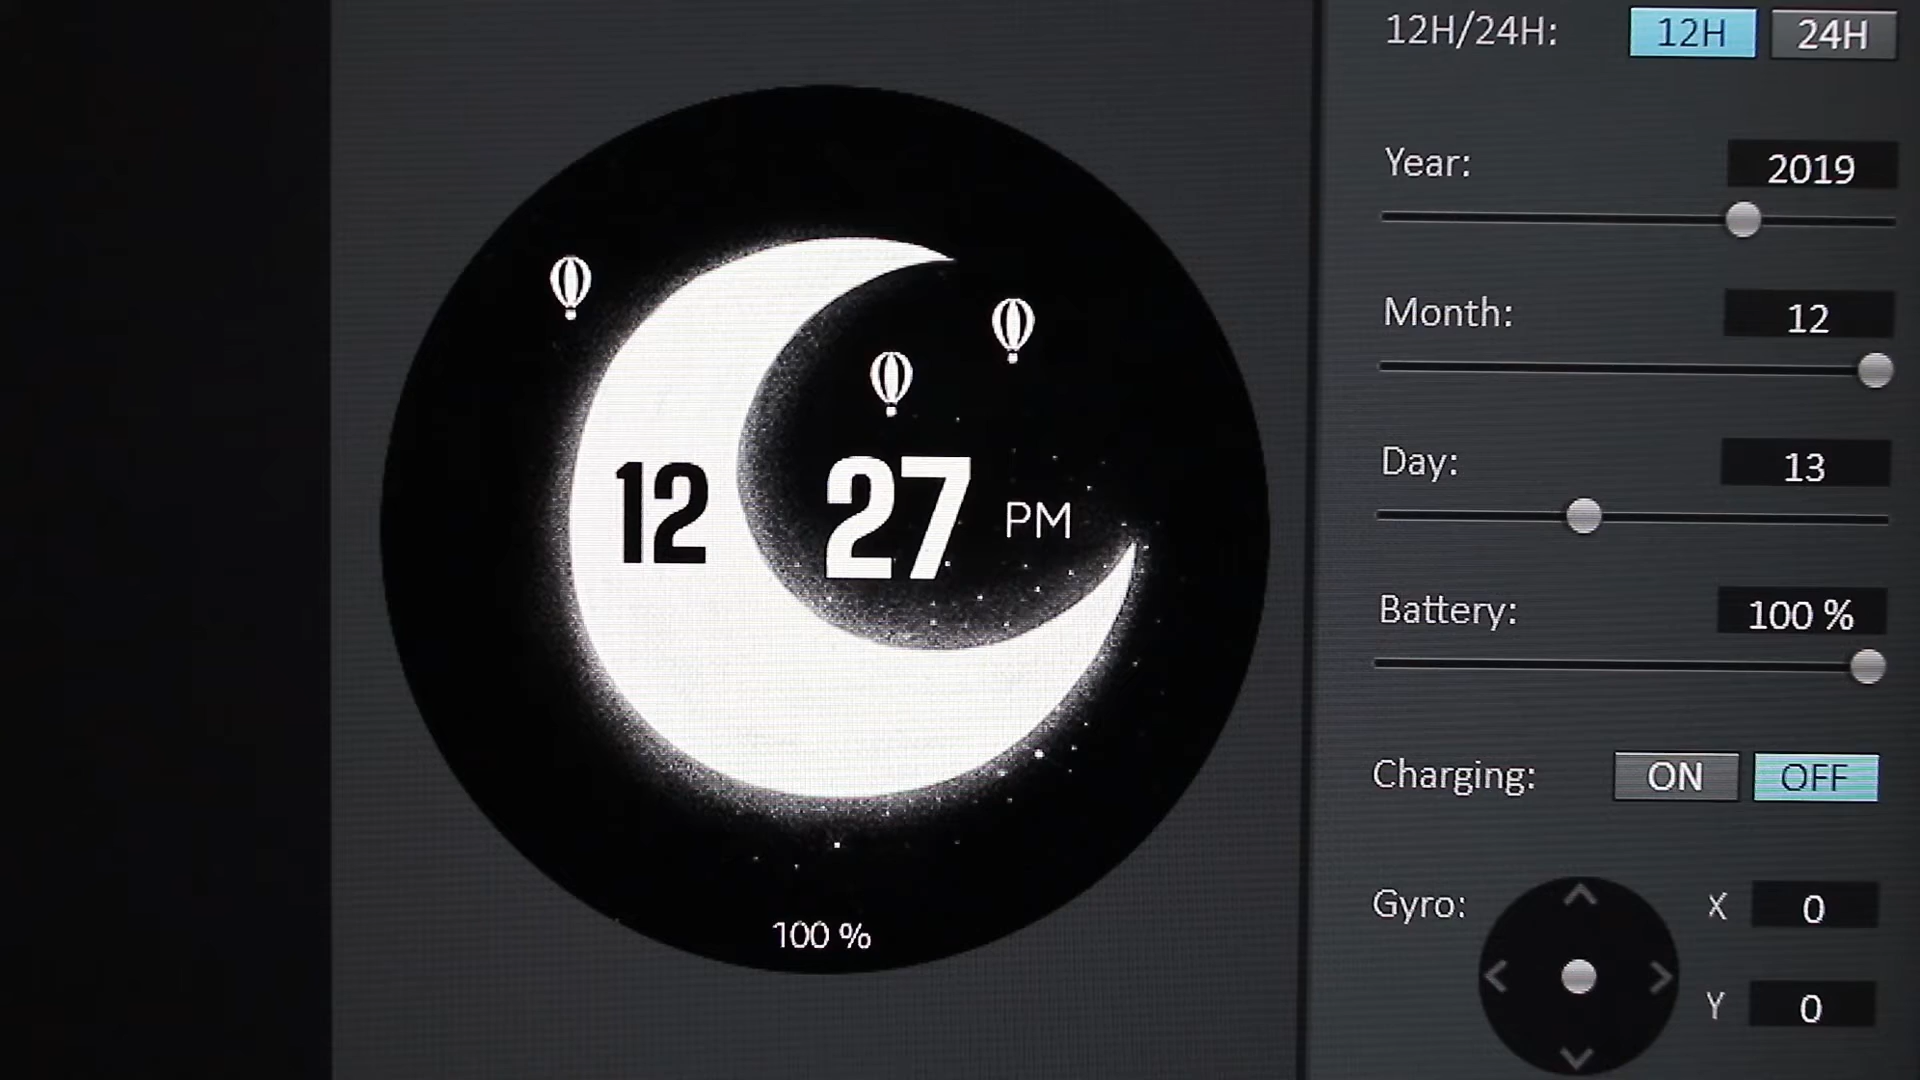 12H/24H: 12H 24H
Year: 2019
Month: 12
Day: 13
Battery: 100 %
Charging: ON OFF
Gyro: X 0
Y 0
12 27 PM
100 %